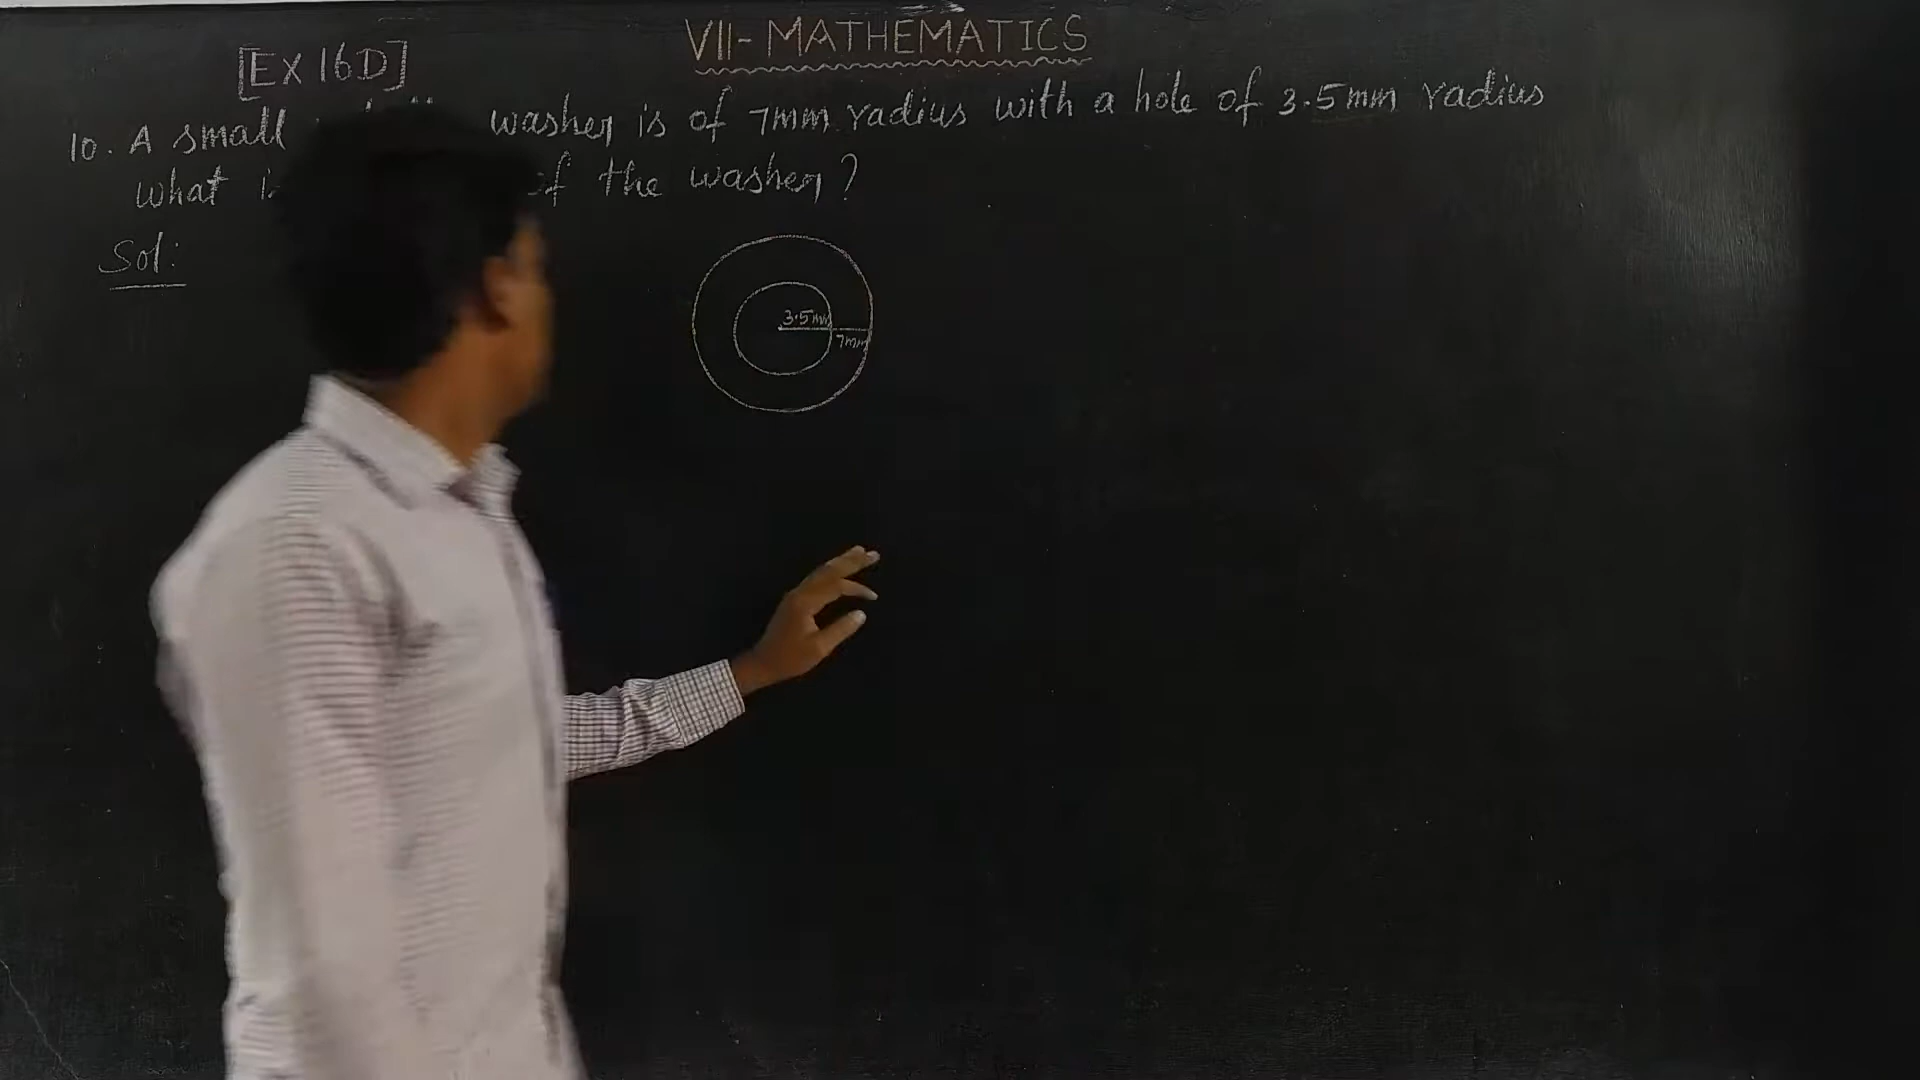 VII- MATHEMATICS
[EX 16D]
10. A small washer is of 7mm radius with a hole of 3.5mm radius
what of the washer?
Sol:
3.5mm
7mm